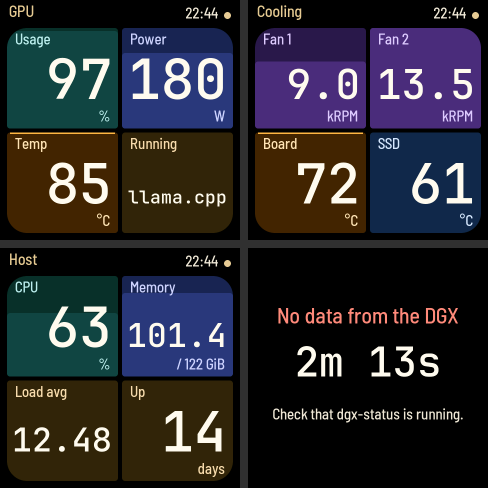 GPU 22:44
Usage
97
%
Power
180
W
Temp
85
°C
Running
llama.cpp
Cooling 22:44
Fan 1
9.0
kRPM
Fan 2
13.5
kRPM
Board
72
°C
SSD
61
°C
Host 22:44
CPU
63
%
Memory
101.4
/ 122 GiB
Load avg
12.48
Up
14
days
No data from the DGX
2m 13s
Check that dgx-status is running.